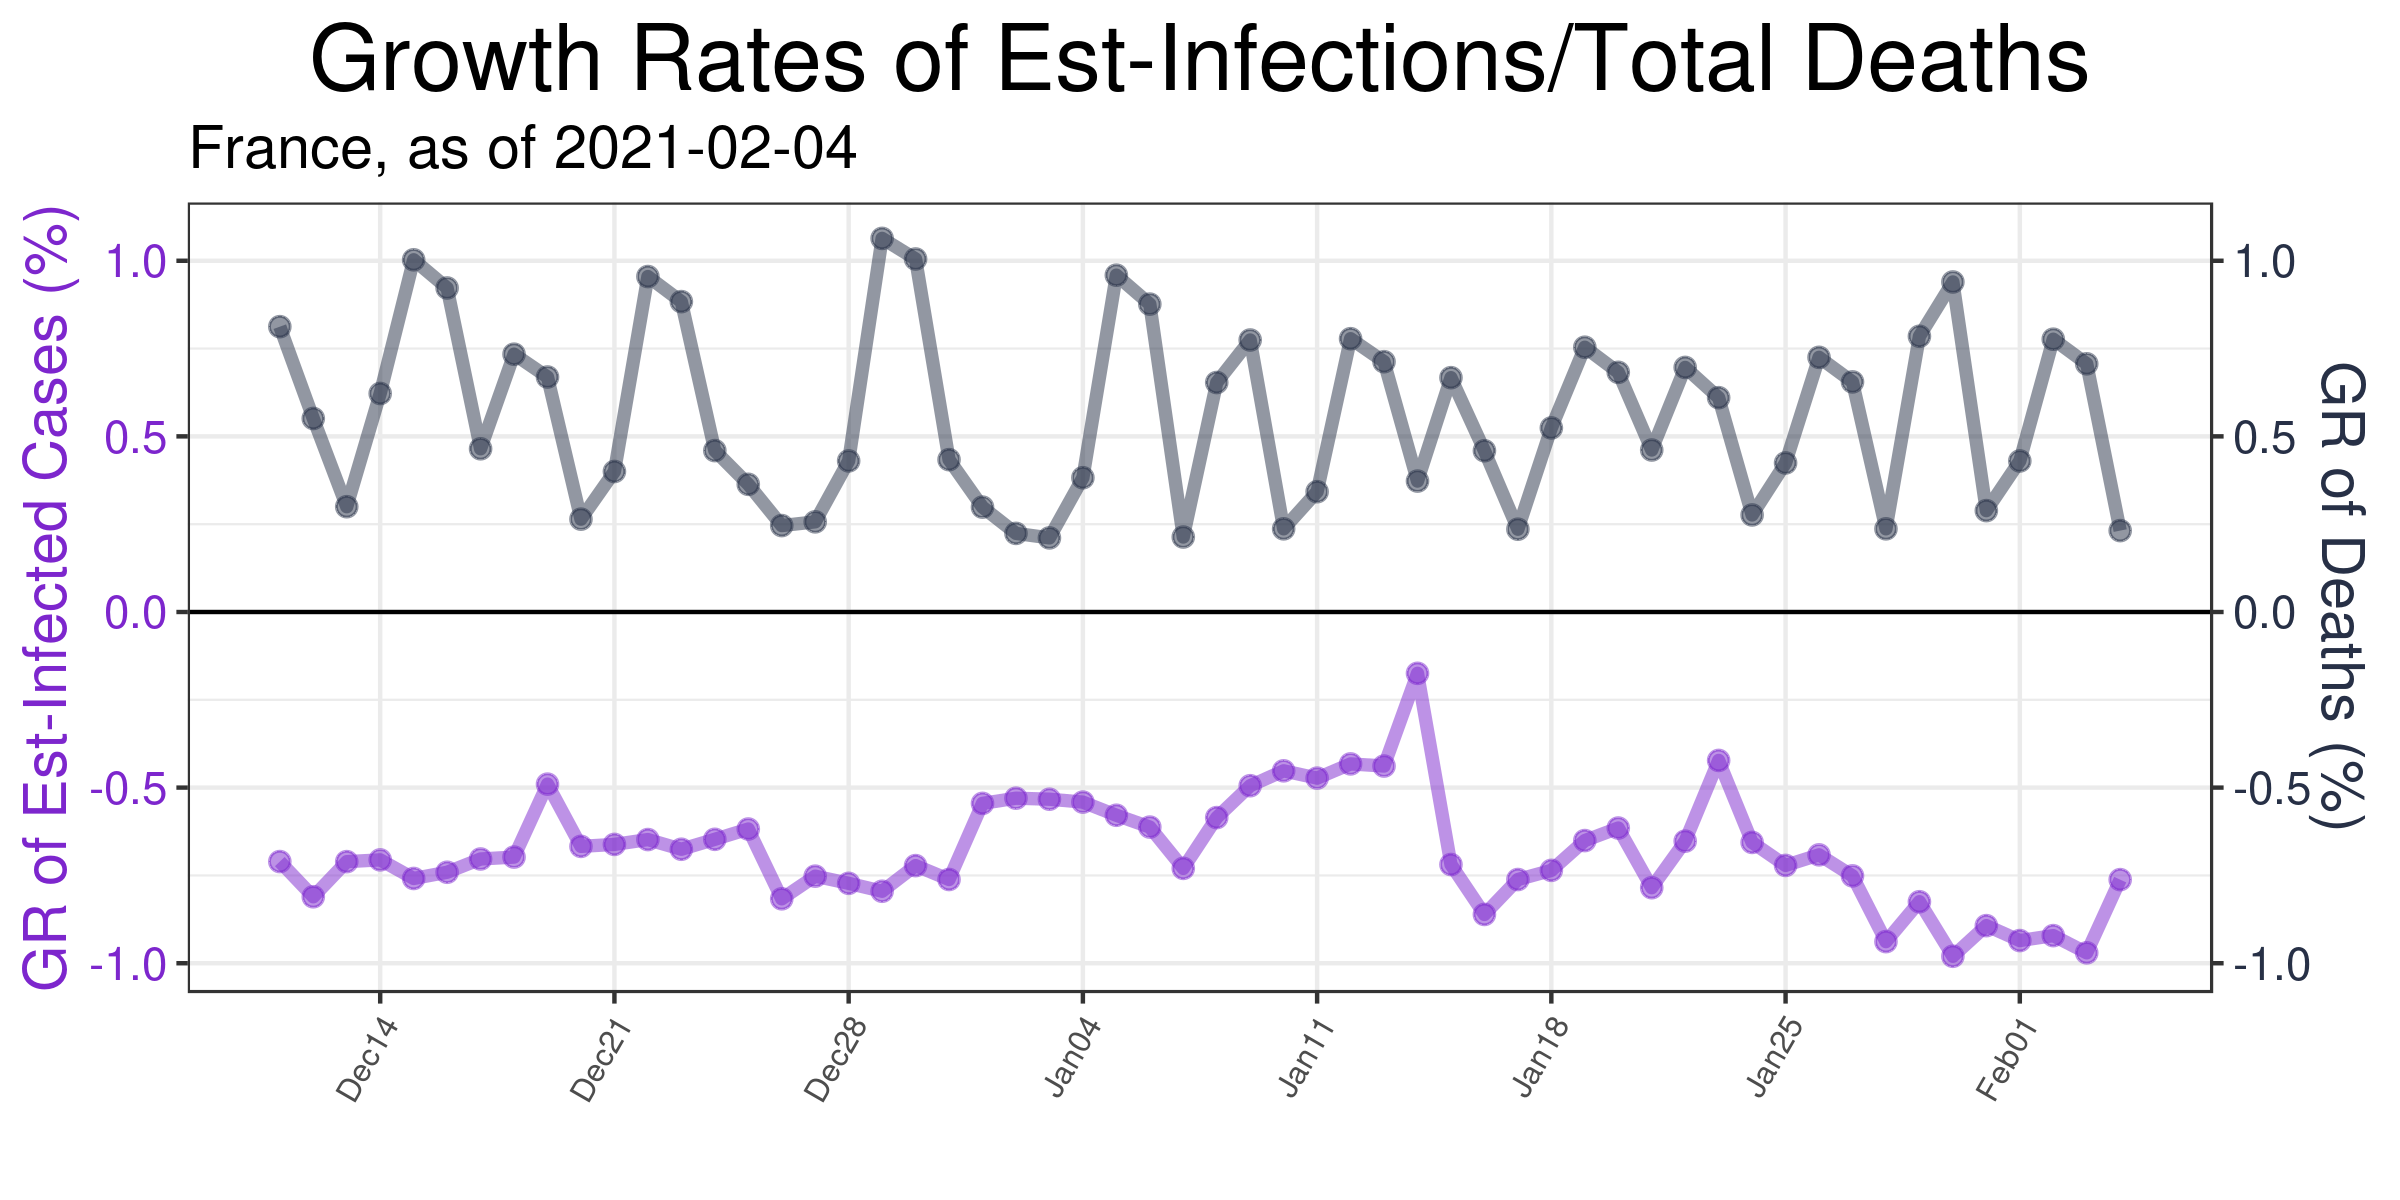 Growth Rates of Est-Infections/Total Deaths
France, as of 2021-02-04
GR of Est-Infected Cases (%)
1.0
0.5
0.0
-0.5
-1.0
1.0
0.5
0.0
-0.5
-1.0
GR of Deaths (%)
Dec14
Dec21
Dec28
Jan04
Jan11
Jan18
Jan25
Feb01